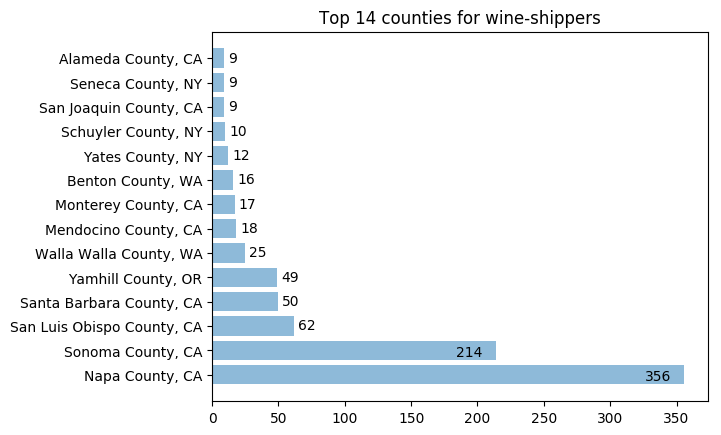 Top 14 counties for wine-shippers
Alameda County, CA 9
Seneca County, NY 9
San Joaquin County, CA 9
Schuyler County, NY 10
Yates County, NY 12
Benton County, WA 16
Monterey County, CA 17
Mendocino County, CA 18
Walla Walla County, WA 25
Yamhill County, OR 49
Santa Barbara County, CA 50
San Luis Obispo County, CA 62
Sonoma County, CA 214
Napa County, CA 356
0 50 100 150 200 250 300 350